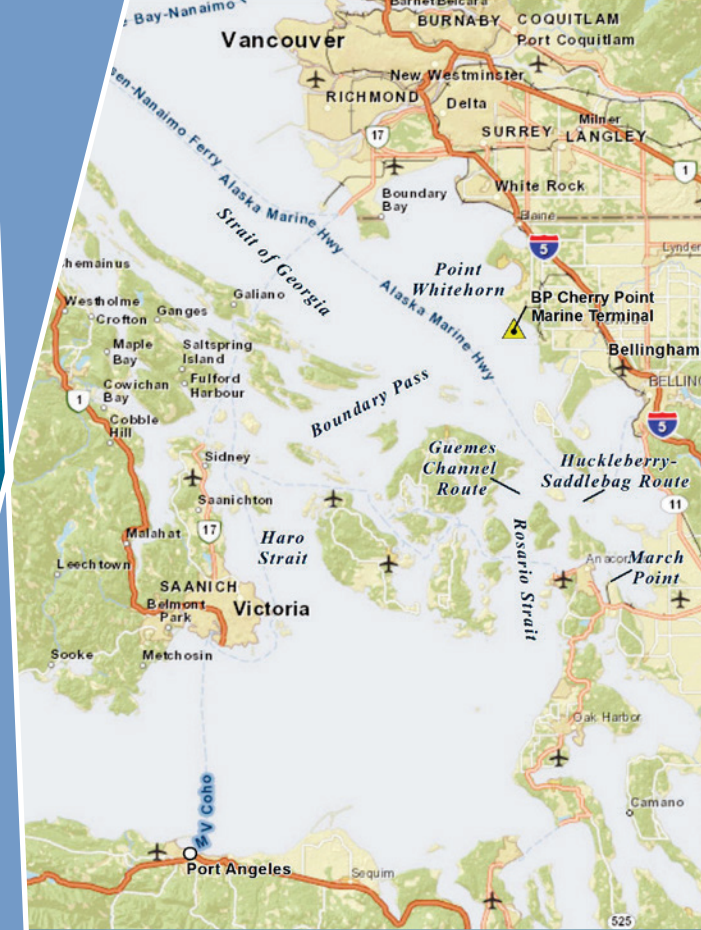 Barnet Belcara
Bay-Nanaimo
BURNABY
COQUITLAM
Port Coquitlam
Vancouver
New Westminster
RICHMOND
Delta
Milner
17
SURREY
LANGLEY
1
Nanaimo Ferry
Alaska Marine Hwy
Boundary
Bay
White Rock
Blaine
Strait of Georgia
5
Point
Whitehorn
Alaska Marine Hwy
BP Cherry Point
Marine Terminal
Westholme
Crofton
Ganges
Galiano
Maple
Bay
Saltspring
Island
Fulford
Harbour
Cowichan
Bay
1
Cobble
Hill
Bellingham
5
Boundary Pass
Guemes
Channel
Route
Huckleberry-
Saddlebag Route
11
Sidney
Saanichton
17
Malahat
Haro
Strait
Rosario Strait
March
Point
Leechtown
SAANICH
Belmont
Park
Victoria
Sooke
Metchosin
Oak Harbor
Camano
M V Coho
Port Angeles
Sequim
525